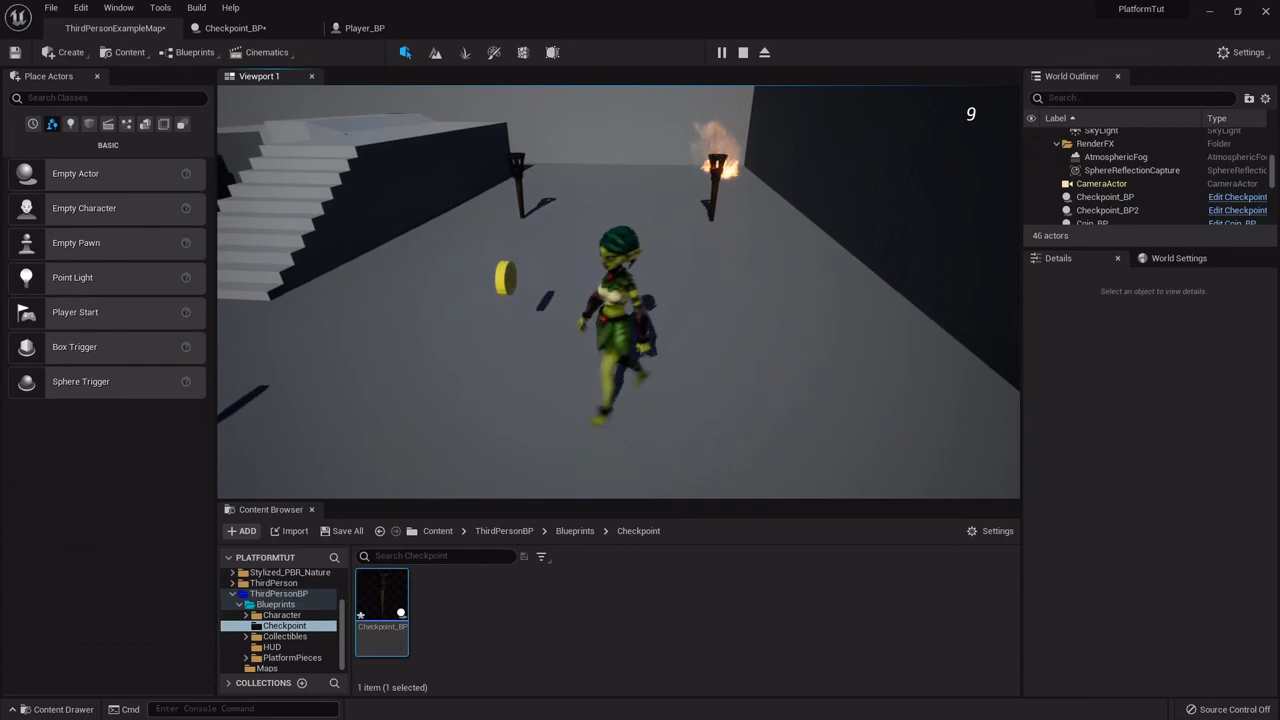 File Edit Window Tools Build Help
PlatformTut
ThirdPersonExampleMap*
Checkpoint_BP*
Player_BP
Create
Content
Blueprints
Cinematics
Settings
Place Actors
Viewport 1
World Outliner
Search Classes
Search...
9
Label
Type
SkyLight SkyLight
RenderFX Folder
AtmosphericFog AtmosphericFog
SphereReflectionCapture SphereReflectic
CameraActor CameraActor
Checkpoint_BP Edit Checkpoint
Checkpoint_BP2 Edit Checkpoint
Coin_BP Edit Coin_BP
46 actors
Details
World Settings
Select an object to view details.
BASIC
Empty Actor
Empty Character
Empty Pawn
Point Light
Player Start
Box Trigger
Sphere Trigger
Content Browser
ADD
Import
Save All
Content > ThirdPersonBP > Blueprints > Checkpoint
Settings
PLATFORMTUT
Search Checkpoint
Stylized_PBR_Nature
ThirdPerson
ThirdPersonBP
Blueprints
Character
Checkpoint
Collectibles
HUD
PlatformPieces
Maps
Checkpoint_BP
COLLECTIONS
1 item (1 selected)
Content Drawer
Cmd
Enter Console Command
Source Control Off